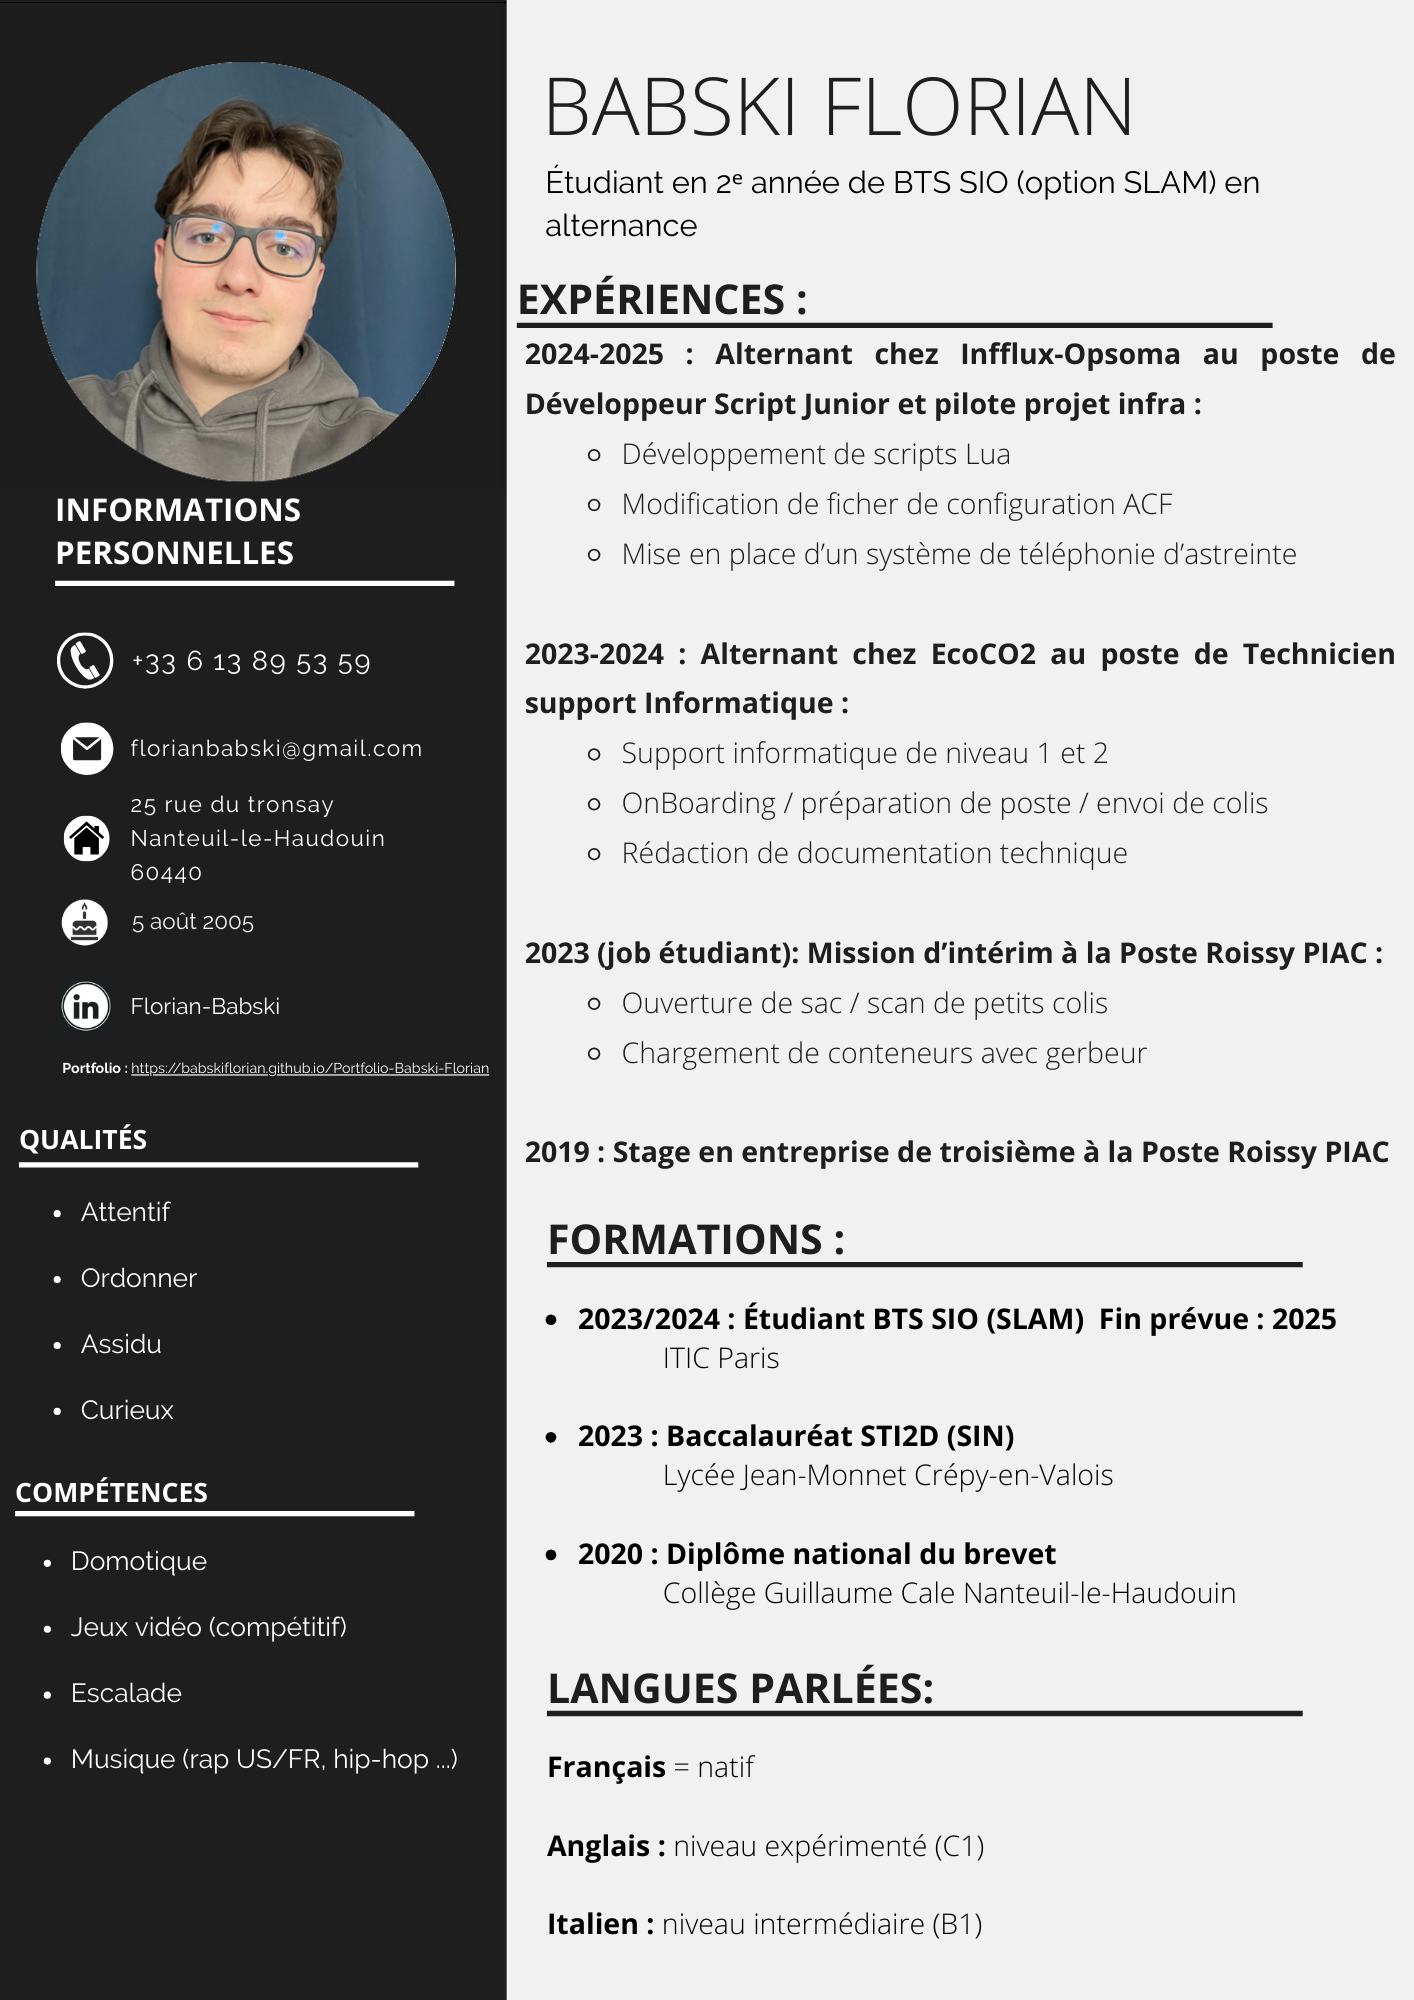 INFORMATIONS
PERSONNELLES
+33 6 13 89 53 59
florianbabski@gmail.com
25 rue du tronsay
Nanteuil-le-Haudouin
60440
5 août 2005
in
Florian-Babski
Portfolio : https://babskiflorian.github.io/Portfolio-Babski-Florian
QUALITÉS
• Attentif
• Ordonner
• Assidu
• Curieux
COMPÉTENCES
• Domotique
• Jeux vidéo (compétitif)
• Escalade
• Musique (rap US/FR, hip-hop ...)
BABSKI FLORIAN
Étudiant en 2ᵉ année de BTS SIO (option SLAM) en
alternance
EXPÉRIENCES :
2024-2025 : Alternant chez Infflux-Opsoma au poste de
Développeur Script Junior et pilote projet infra :
Développement de scripts Lua
Modification de ficher de configuration ACF
Mise en place d’un système de téléphonie d’astreinte
2023-2024 : Alternant chez EcoCO2 au poste de Technicien
support Informatique :
Support informatique de niveau 1 et 2
OnBoarding / préparation de poste / envoi de colis
Rédaction de documentation technique
2023 (job étudiant): Mission d’intérim à la Poste Roissy PIAC :
Ouverture de sac / scan de petits colis
Chargement de conteneurs avec gerbeur
2019 : Stage en entreprise de troisième à la Poste Roissy PIAC
FORMATIONS :
• 2023/2024 : Étudiant BTS SIO (SLAM) Fin prévue : 2025
ITIC Paris
• 2023 : Baccalauréat STI2D (SIN)
Lycée Jean-Monnet Crépy-en-Valois
• 2020 : Diplôme national du brevet
Collège Guillaume Cale Nanteuil-le-Haudouin
LANGUES PARLÉES:
Français = natif
Anglais : niveau expérimenté (C1)
Italien : niveau intermédiaire (B1)